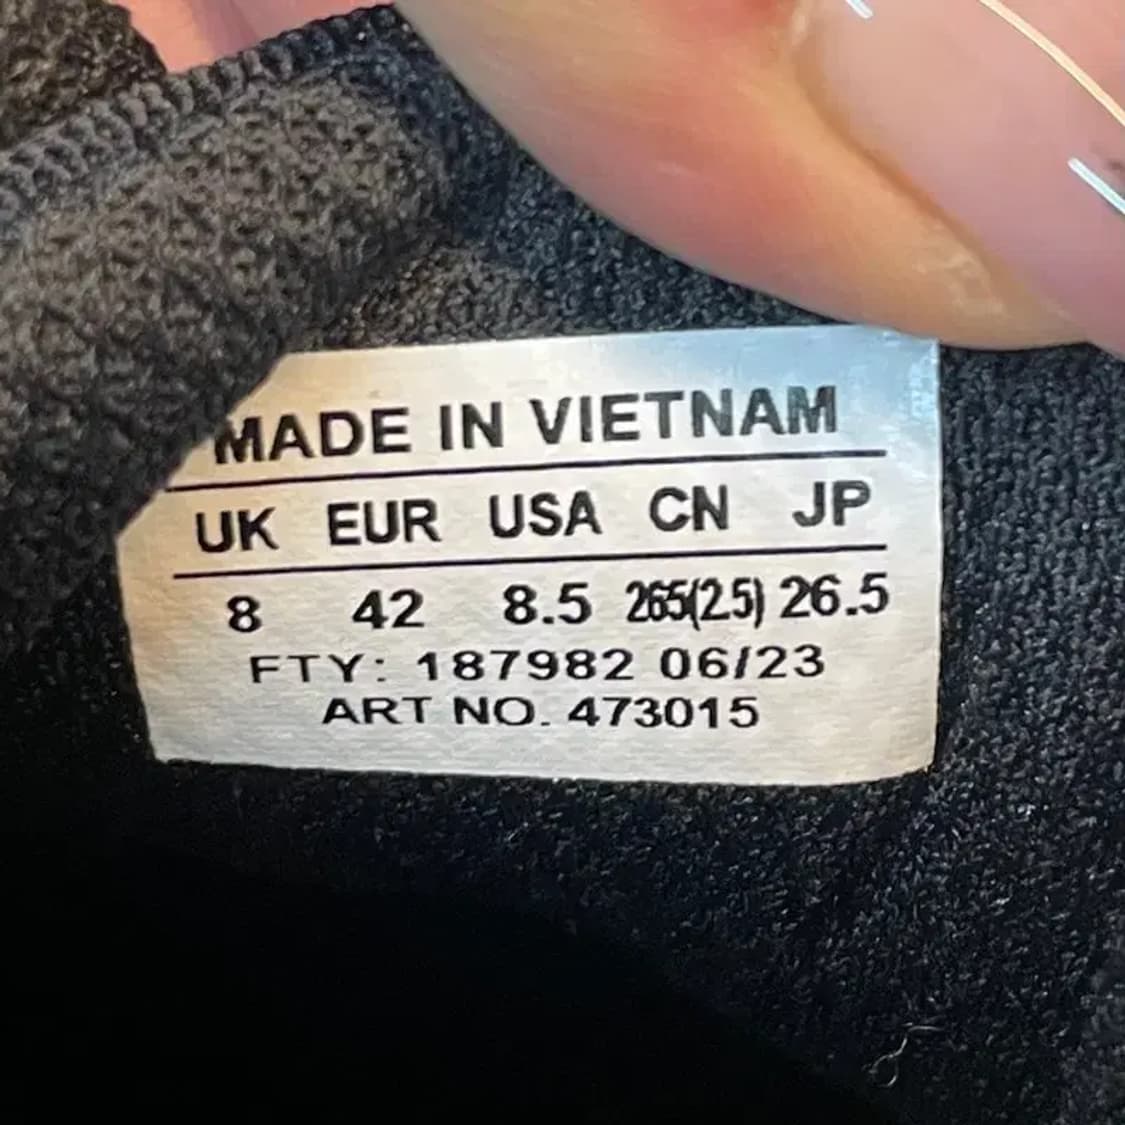 MADE IN VIETNAM
UK EUR USA CN JP
8 42 8.5 265(2.5) 26.5
FTY: 187982 06/23
ART NO. 473015